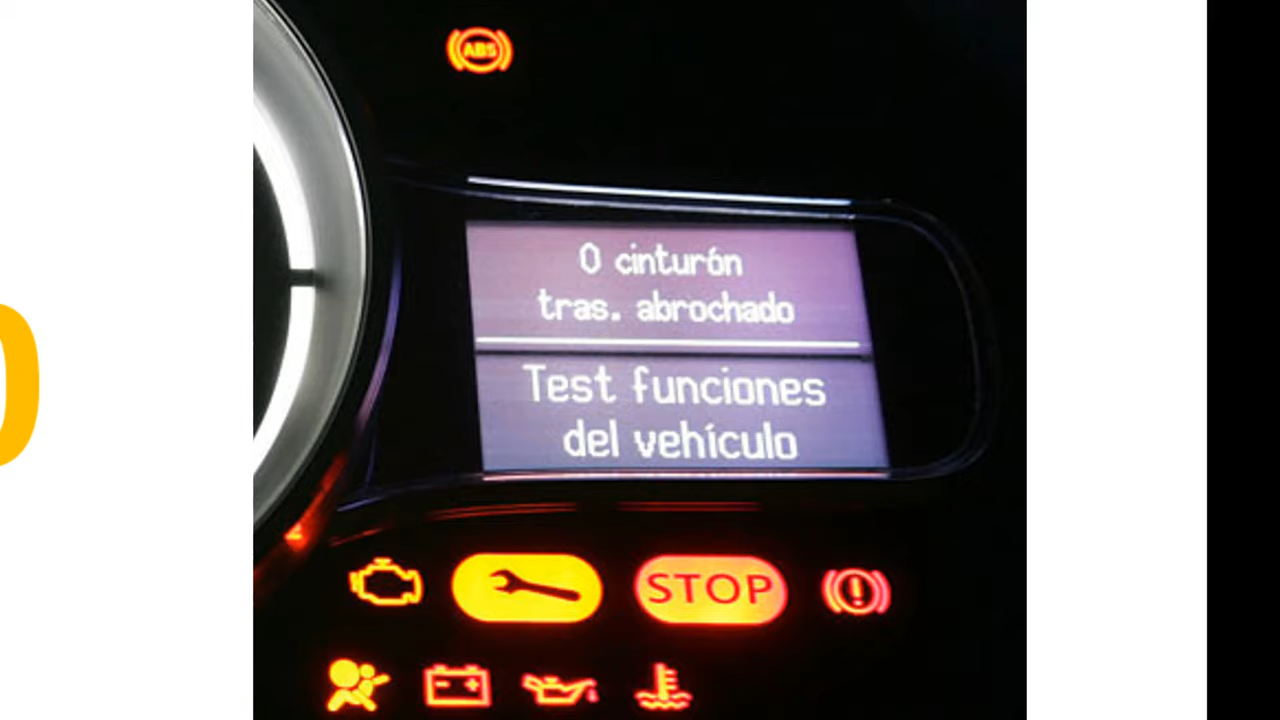 ABS
0 cinturón
tras. abrochado
Test funciones
del vehículo
STOP